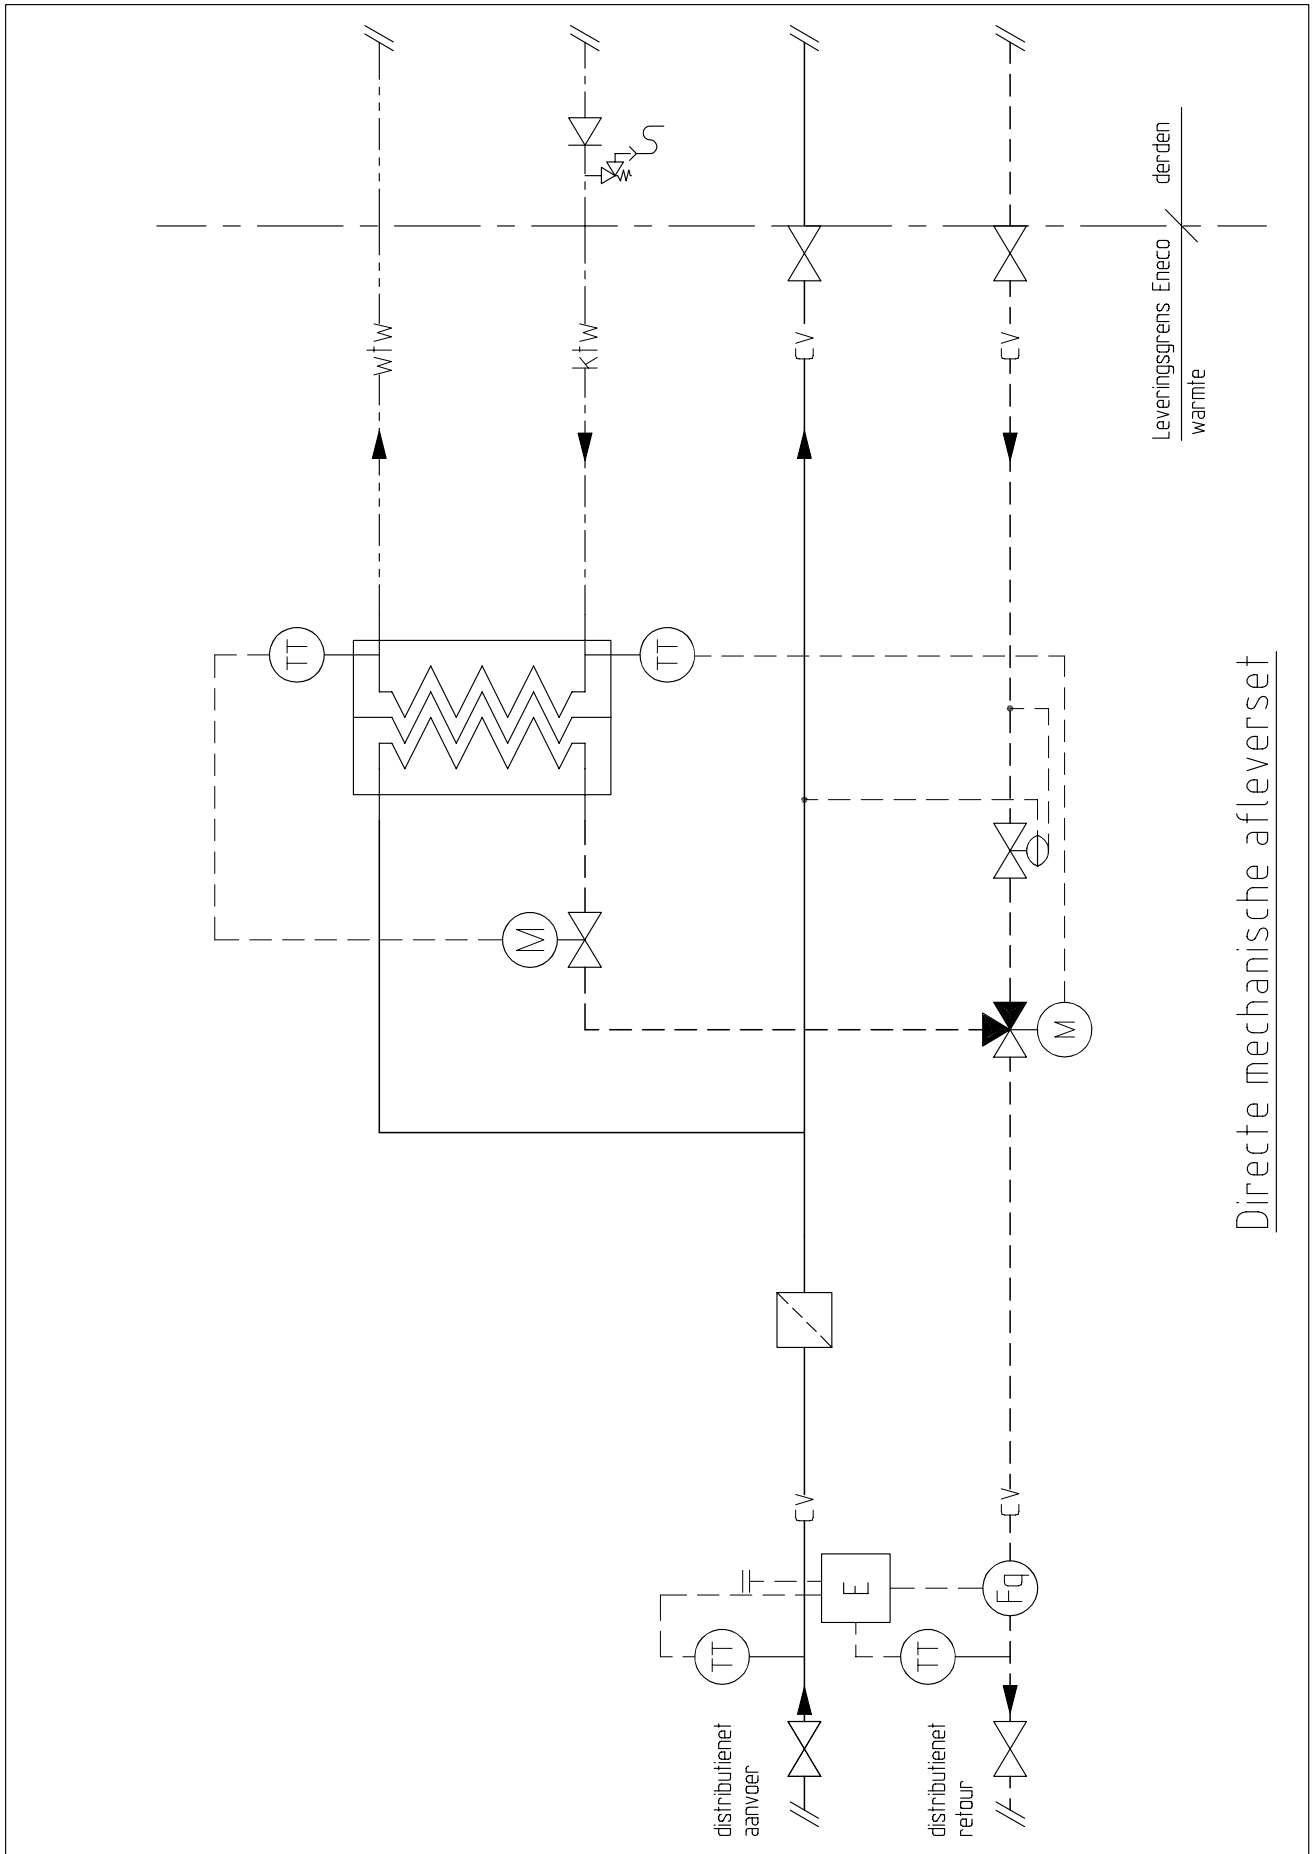 wtw
TT
ktw
TT
M
CV
CV
M
CV
CV
TT
E
TT
Fq
distributienet
aanvoer
distributienet
retour
Leveringsgrens Eneco derden
warmte
Directe mechanische afleverset